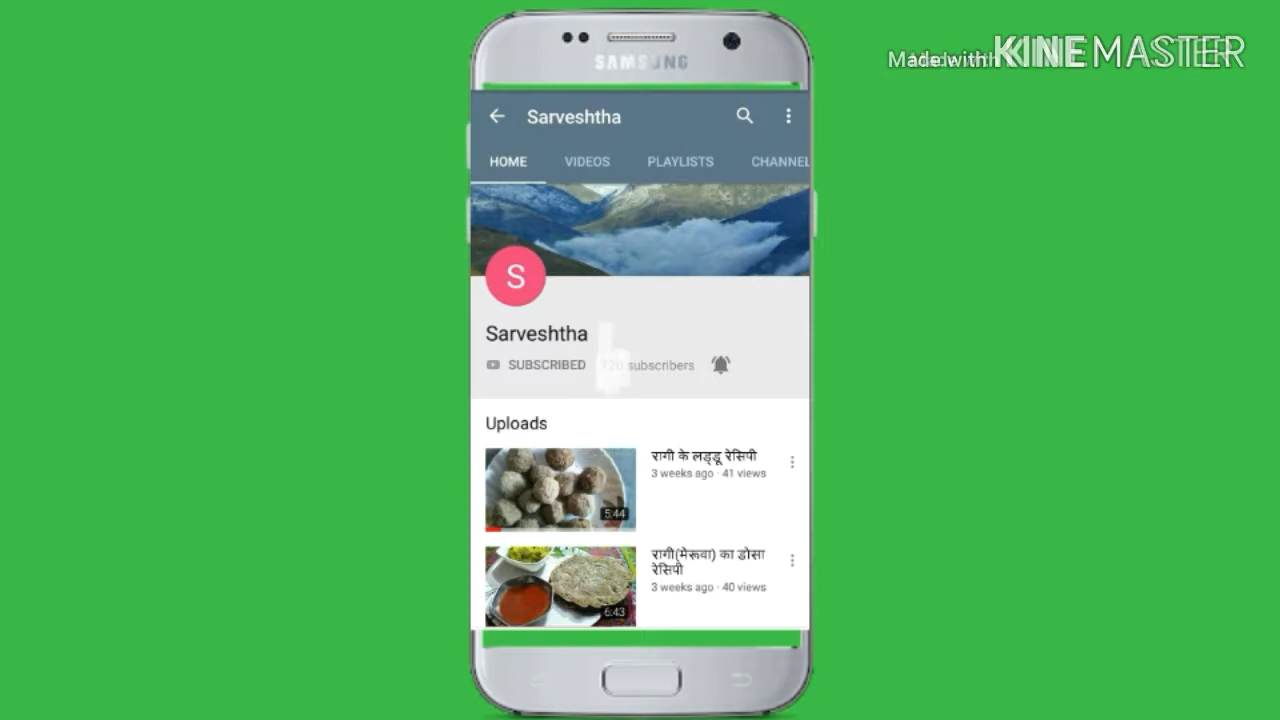 Made with KINEMASTER
SAMSUNG
Sarveshtha
HOME VIDEOS PLAYLISTS CHANNEL
S
Sarveshtha
SUBSCRIBED 120 subscribers
Uploads
रागी के लड्डू रेसिपी
3 weeks ago · 41 views
5:44
रागी(मेरूवा) का डोसा
रेसिपी
3 weeks ago · 40 views
6:43